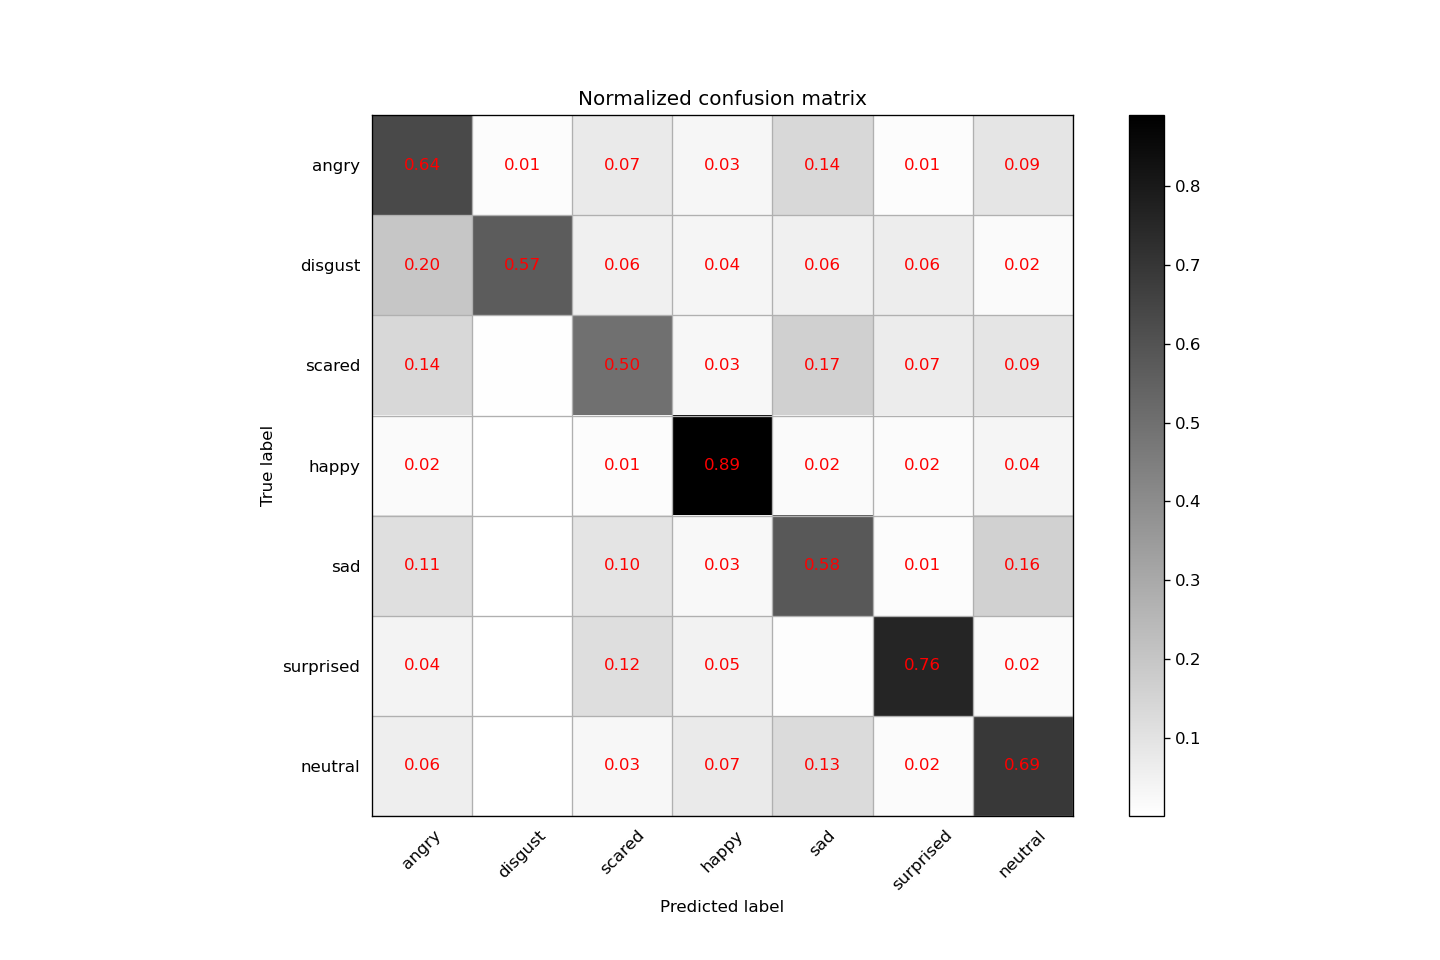 Normalized confusion matrix
angry 0.64 0.01 0.07 0.03 0.14 0.01 0.09
disgust 0.20 0.57 0.06 0.04 0.06 0.06 0.02
scared 0.14 0.50 0.03 0.17 0.07 0.09
happy 0.02 0.01 0.89 0.02 0.02 0.04
sad 0.11 0.10 0.03 0.58 0.01 0.16
surprised 0.04 0.12 0.05 0.76 0.02
neutral 0.06 0.03 0.07 0.13 0.02 0.69
angry disgust scared happy sad surprised neutral
Predicted label
True label
0.8
0.7
0.6
0.5
0.4
0.3
0.2
0.1